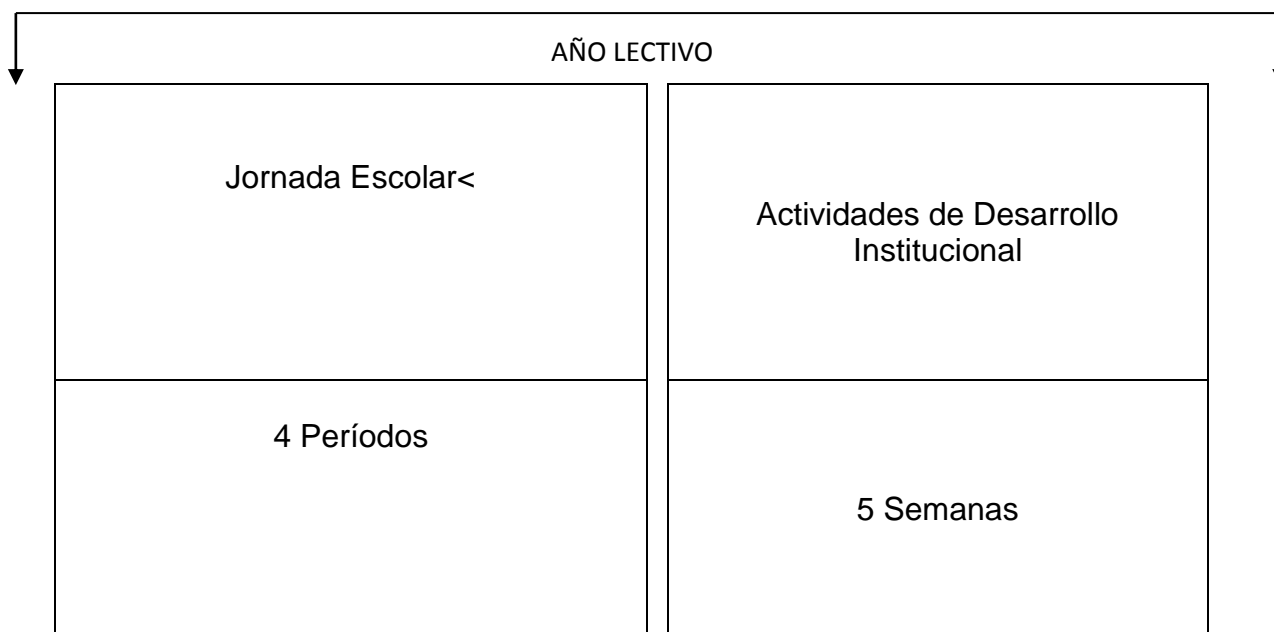 AÑO LECTIVO
Jornada Escolar<
Actividades de Desarrollo
Institucional
4 Períodos
5 Semanas